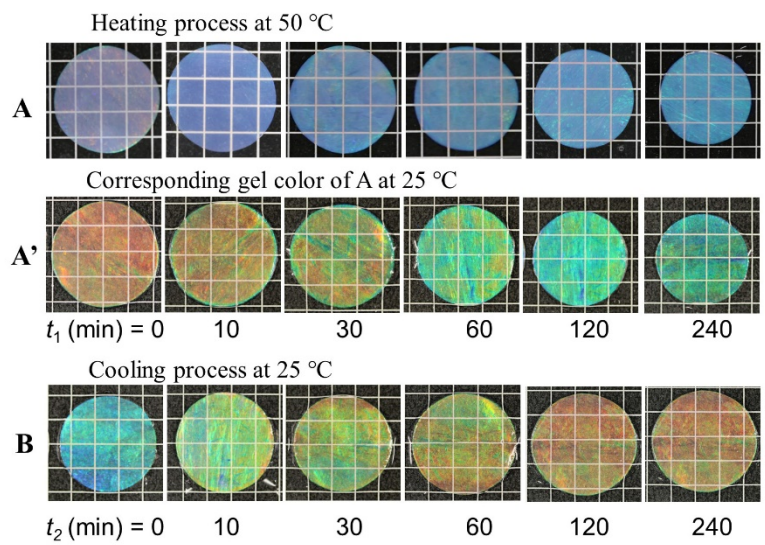 Heating process at 50 °C
A
Corresponding gel color of A at 25 °C
A’
t₁ (min) = 0 10 30 60 120 240
Cooling process at 25 °C
B
t₂ (min) = 0 10 30 60 120 240